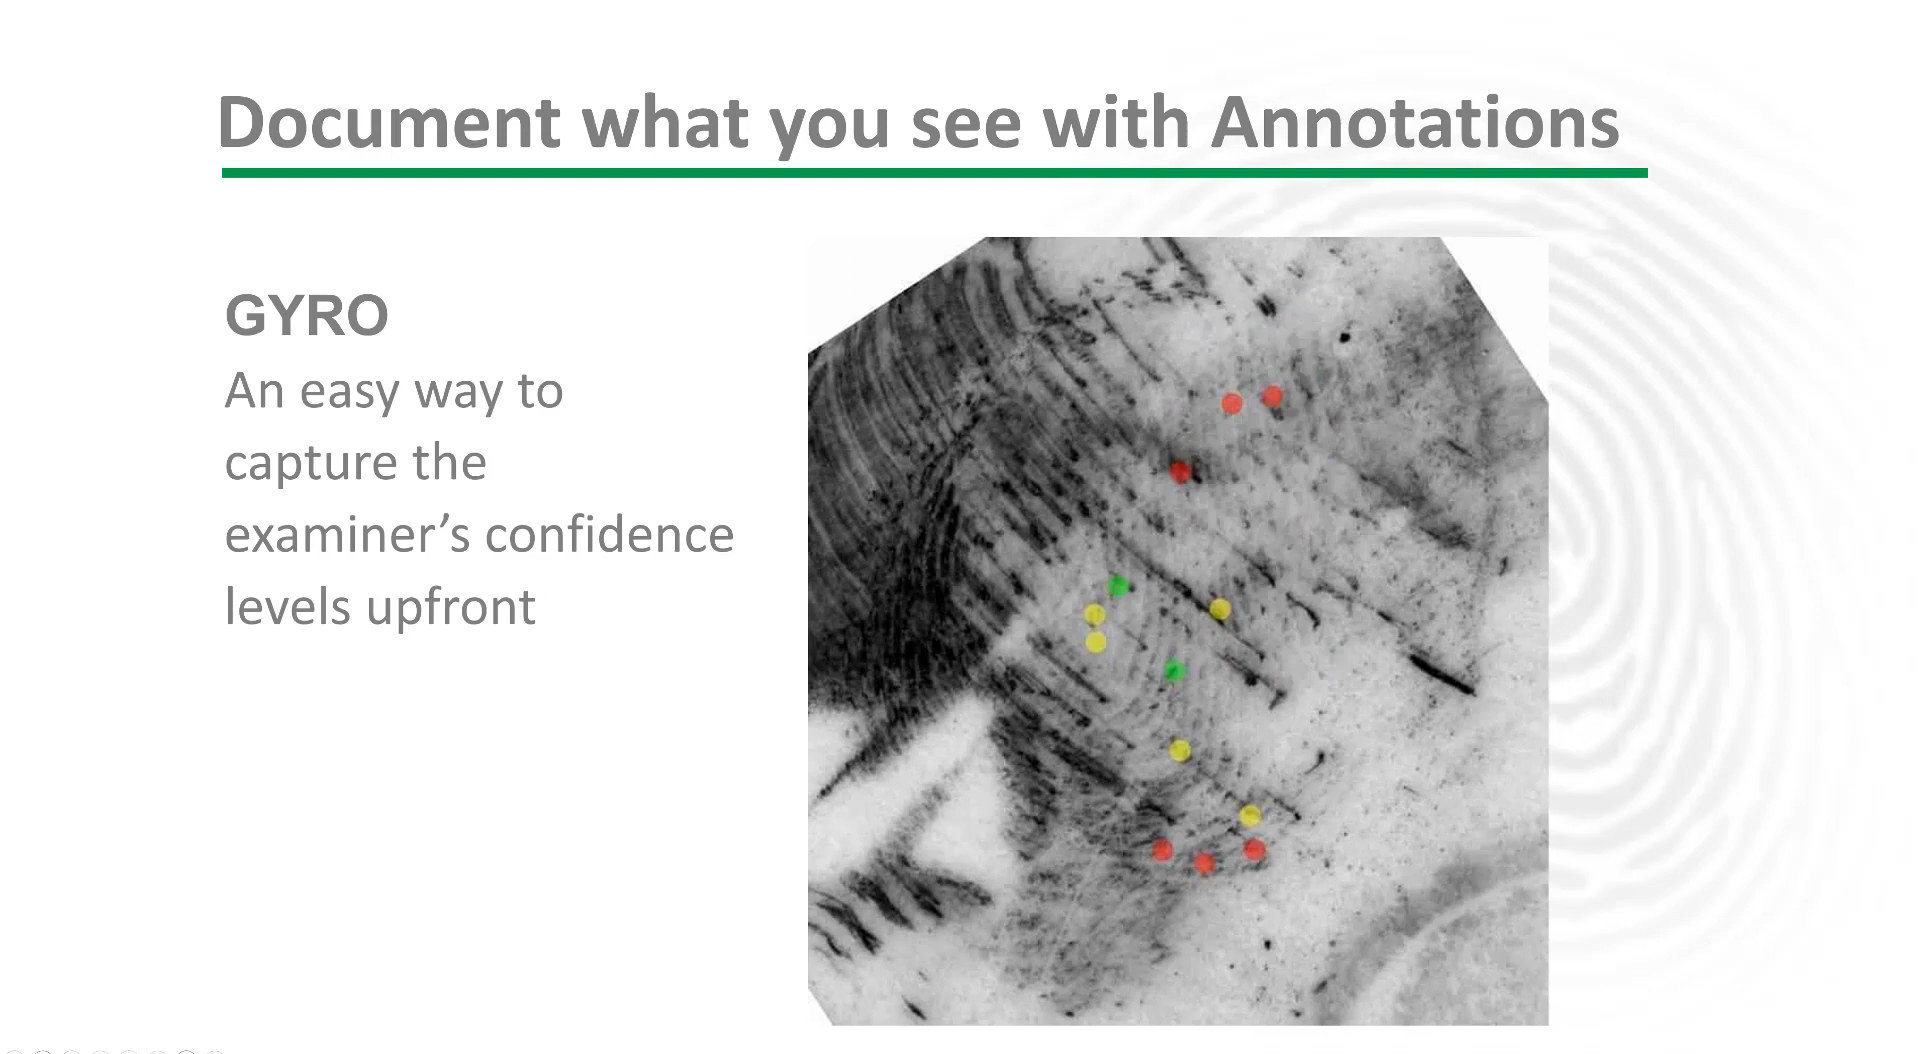 Document what you see with Annotations
GYRO
An easy way to
capture the
examiner’s confidence
levels upfront